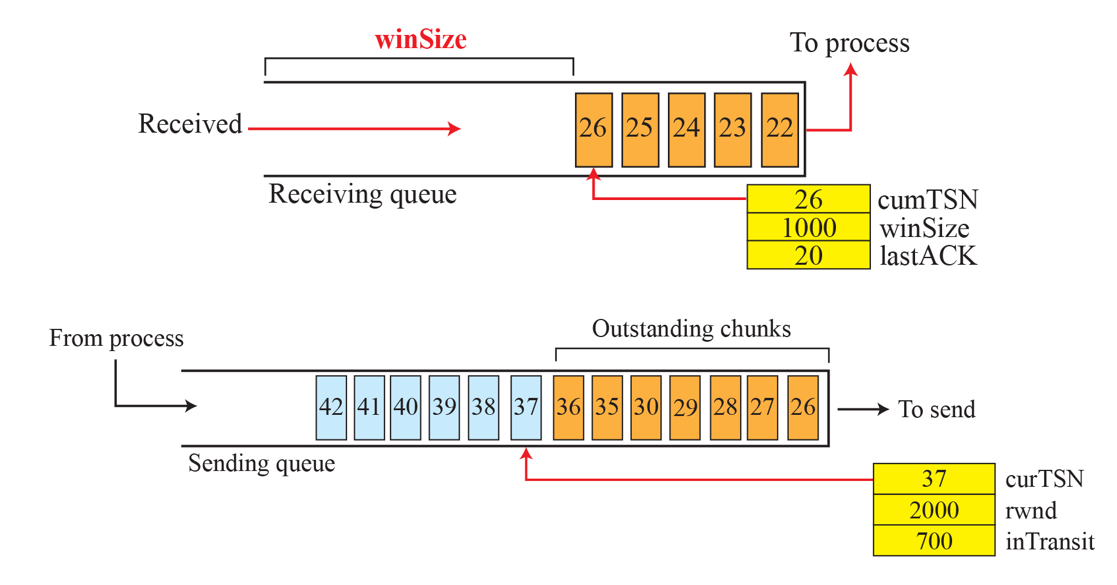 winSize
To process
Received
26 25 24 23 22
Receiving queue
26 cumTSN
1000 winSize
20 lastACK
From process
Outstanding chunks
42 41 40 39 38 37 36 35 30 29 28 27 26
To send
Sending queue
37 curTSN
2000 rwnd
700 inTransit